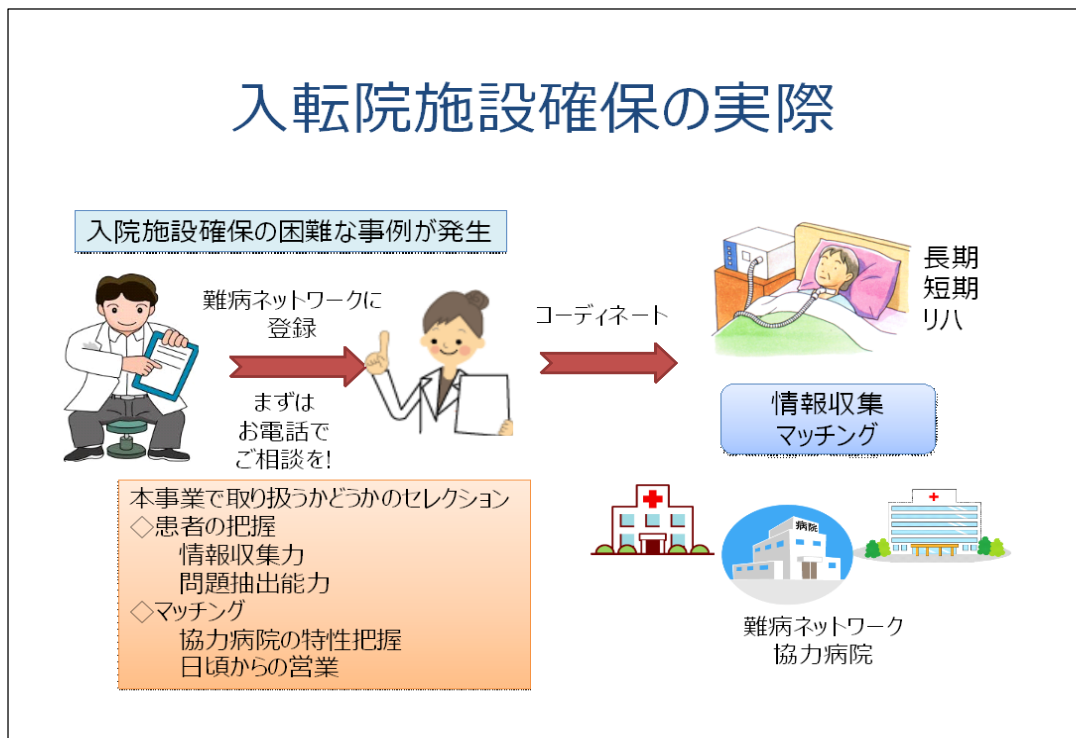 入転院施設確保の実際
入院施設確保の困難な事例が発生
難病ネットワークに
登録
まずは
お電話で
ご相談を!
コーディネート
長期
短期
リハ
情報収集
マッチング
本事業で取り扱うかどうかのセレクション
◇患者の把握
情報収集力
問題抽出能力
◇マッチング
協力病院の特性把握
日頃からの営業
病院
難病ネットワーク
協力病院